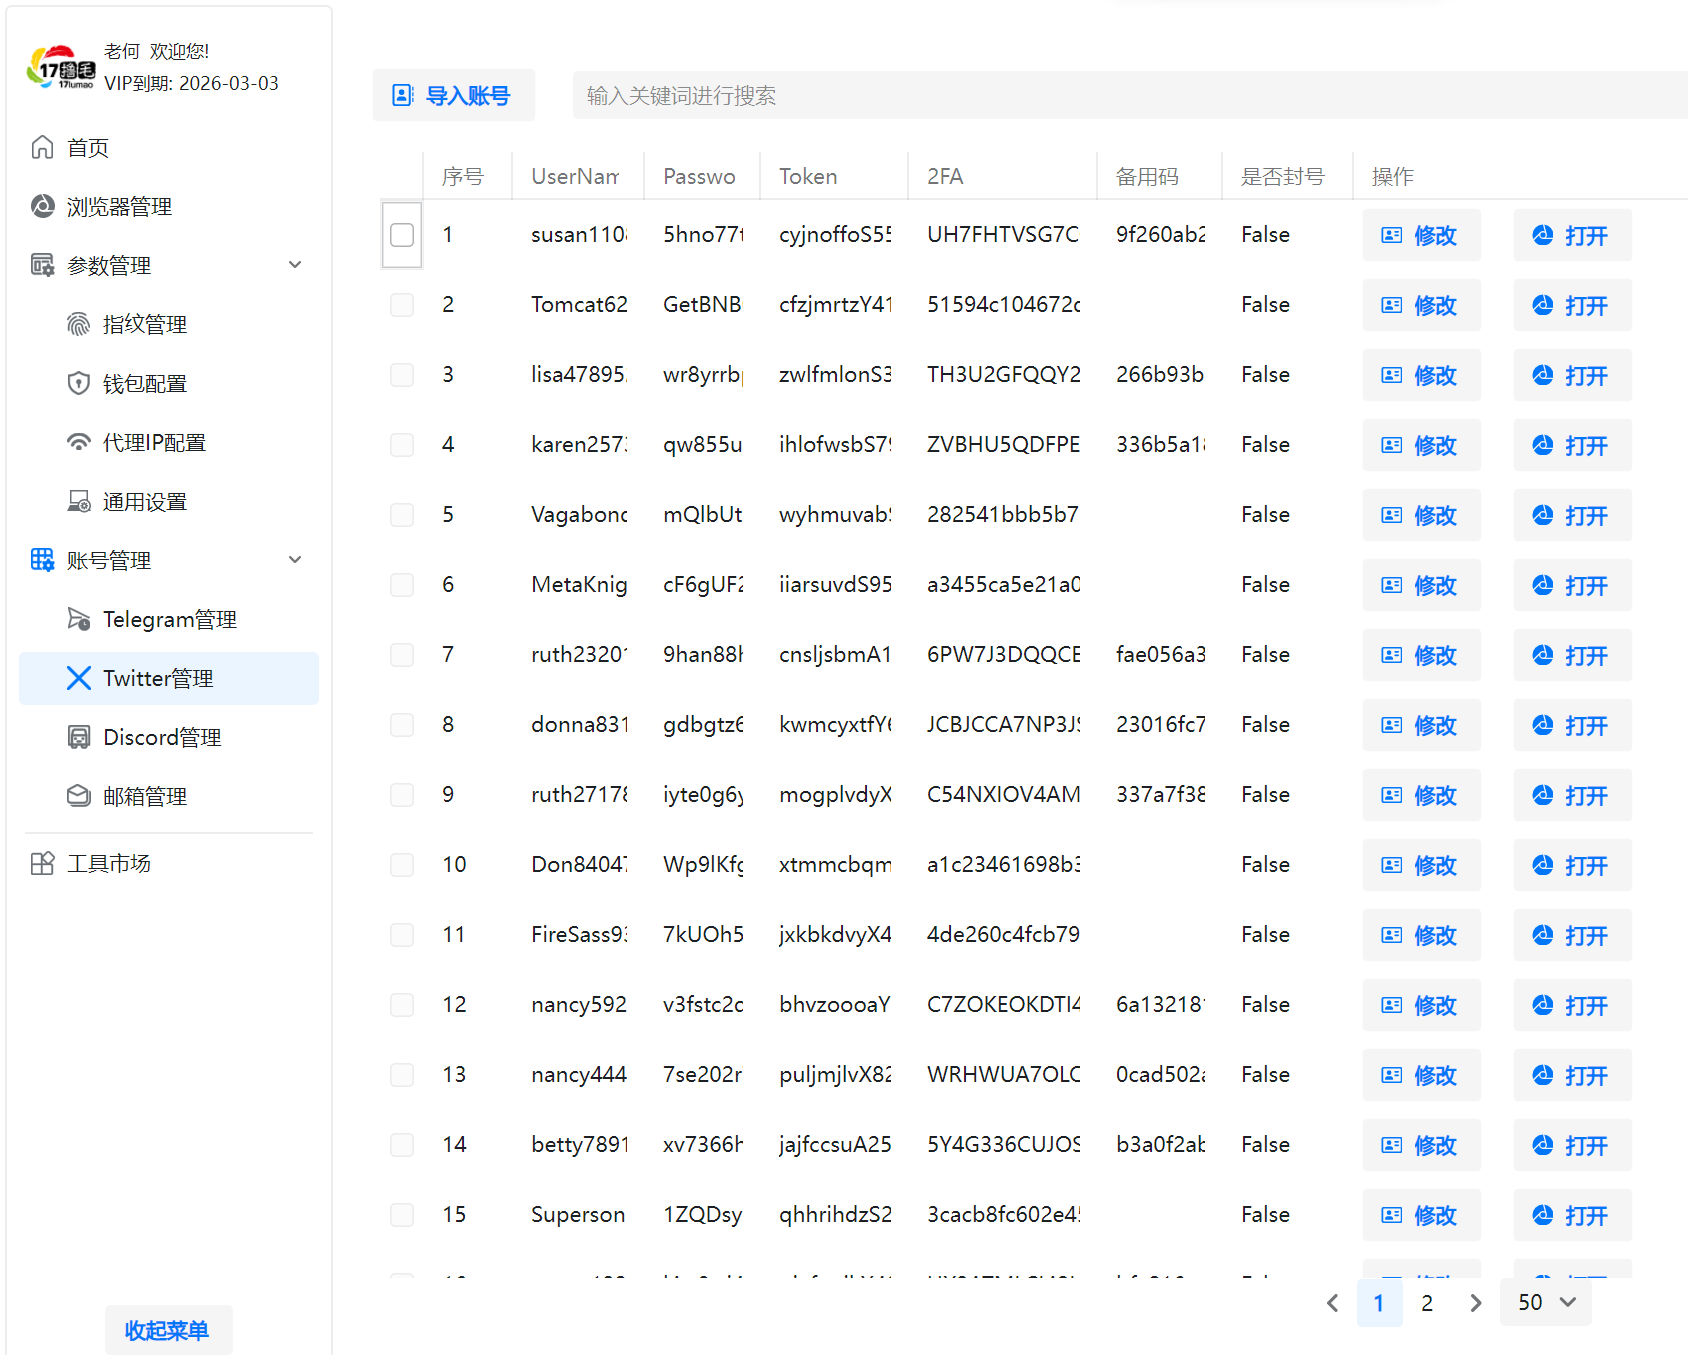 17撸毛
17lumao
老何 欢迎您!
VIP到期: 2026-03-03
首页
浏览器管理
参数管理
指纹管理
钱包配置
代理IP配置
通用设置
账号管理
Telegram管理
Twitter管理
Discord管理
邮箱管理
工具市场
收起菜单
导入账号 输入关键词进行搜索
序号 UserNam Passwo Token 2FA 备用码 是否封号 操作
1 susan110 5hno77 cyjnoffoS55 UH7FHTVSG7C 9f260ab2 False 修改 打开
2 Tomcat62 GetBNB cfzjmrtzY41 51594c104672c False 修改 打开
3 lisa47895 wr8yrrb zwlfmlonS3 TH3U2GFQQY2 266b93b False 修改 打开
4 karen257 qw855u ihlofwsbS79 ZVBHU5QDFPE 336b5a1 False 修改 打开
5 Vagabon mQlbUt wyhmuvab 282541bbb5b7 False 修改 打开
6 MetaKnig cF6gUF2 iiarsuvdS95 a3455ca5e21a0 False 修改 打开
7 ruth2320 9han88 cnsljsbmA1 6PW7J3DQQCE fae056a3 False 修改 打开
8 donna831 gdbgtz6 kwmcyxtfY6 JCBJCCA7NP3J 23016fc7 False 修改 打开
9 ruth2717 iyte0g6 mogplvdyX C54NXIOV4AM 337a7f38 False 修改 打开
10 Don8404 Wp9lKf xtmmcbqm a1c23461698b3 False 修改 打开
11 FireSass9 7kUOh5 jxkbkdvyX4 4de260c4fcb79 False 修改 打开
12 nancy592 v3fstc2 bhvzoooaY C7ZOKEOKDTI4 6a13218 False 修改 打开
13 nancy444 7se202r puljmjlvX82 WRHWUA7OLC 0cad502 False 修改 打开
14 betty7891 xv7366 jajfccsuA25 5Y4G336CUJOS b3a0f2ab False 修改 打开
15 Superson 1ZQDsy qhhrihdzS2 3cacb8fc602e4 False 修改 打开
1 2 50